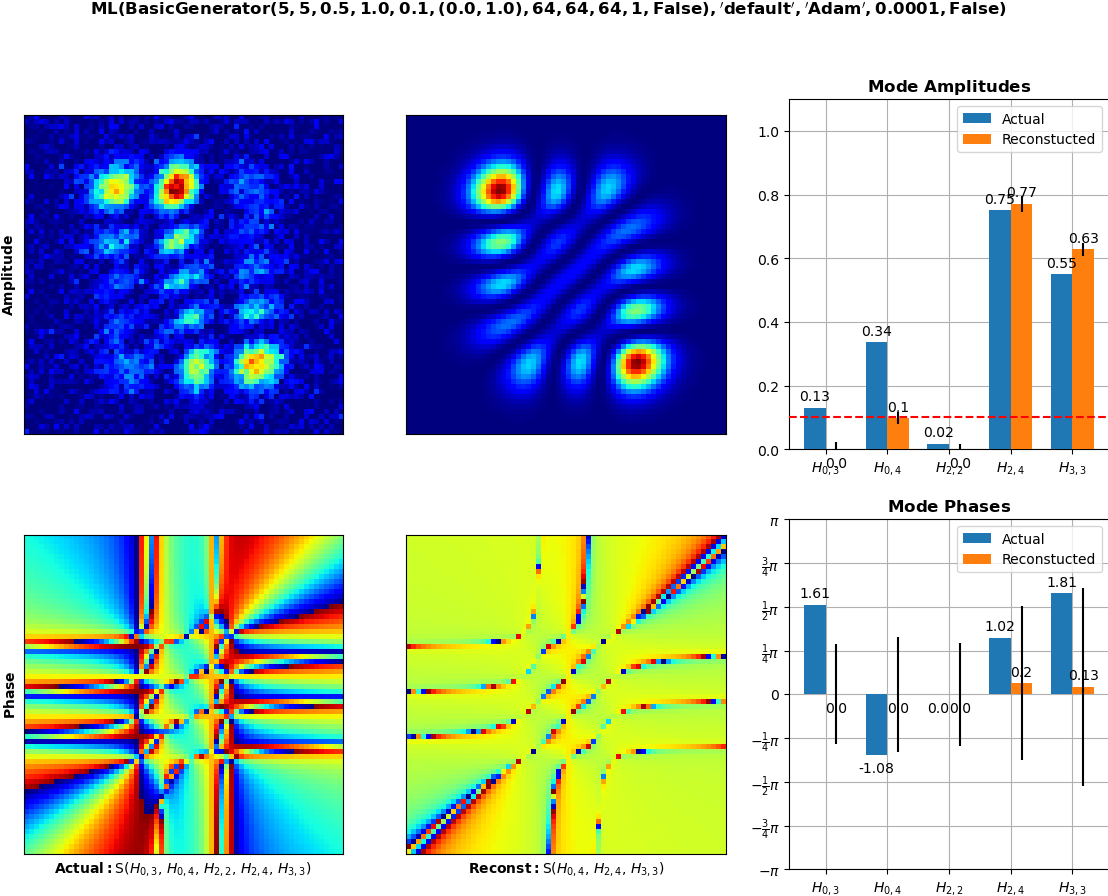 ML(BasicGenerator(5, 5, 0.5, 1.0, 0.1, (0.0, 1.0), 64, 64, 64, 1, False), ′default′, ′Adam′, 0.0001, False)
Amplitude
Mode Amplitudes
Actual
Reconstucted
1.0
0.8
0.6
0.4
0.2
0.0
0.13
0.34
0.02
0.75
0.55
0.0
0.1
0.0
0.77
0.63
H0,3 H0,4 H2,2 H2,4 H3,3
Phase
Actual: S(H0,3, H0,4, H2,2, H2,4, H3,3)
Reconst: S(H0,4, H2,4, H3,3)
Mode Phases
Actual
Reconstucted
π
3/4π
1/2π
1/4π
0
−1/4π
−1/2π
−3/4π
−π
1.61
-1.08
0.0
1.02
1.81
0.0
0.0
0.0
0.2
0.13
H0,3 H0,4 H2,2 H2,4 H3,3